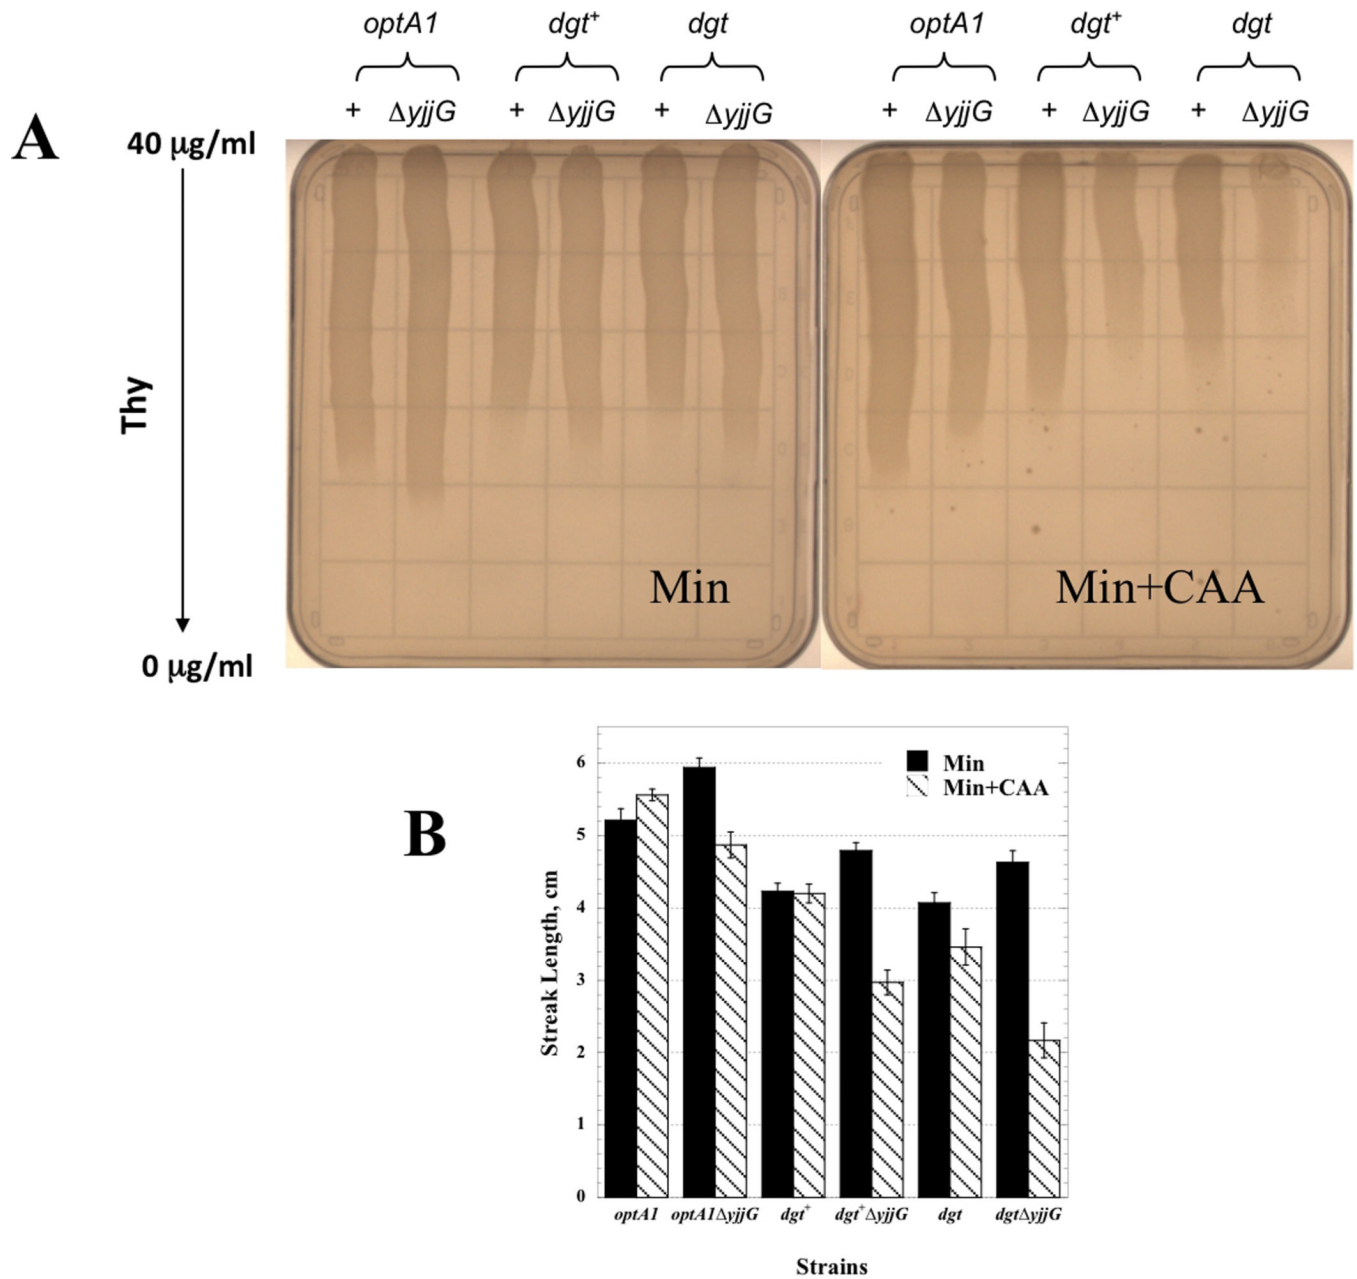 optA1 dgt⁺ dgt optA1 dgt⁺ dgt
+ ΔyjjG + ΔyjjG + ΔyjjG + ΔyjjG + ΔyjjG + ΔyjjG
A
40 μg/ml
Thy
0 μg/ml
Min
Min+CAA
B
Min
Min+CAA
Streak Length, cm
6
5
4
3
2
1
0
optA1 optA1ΔyjjG dgt⁺ dgt⁺ΔyjjG dgt dgtΔyjjG
Strains